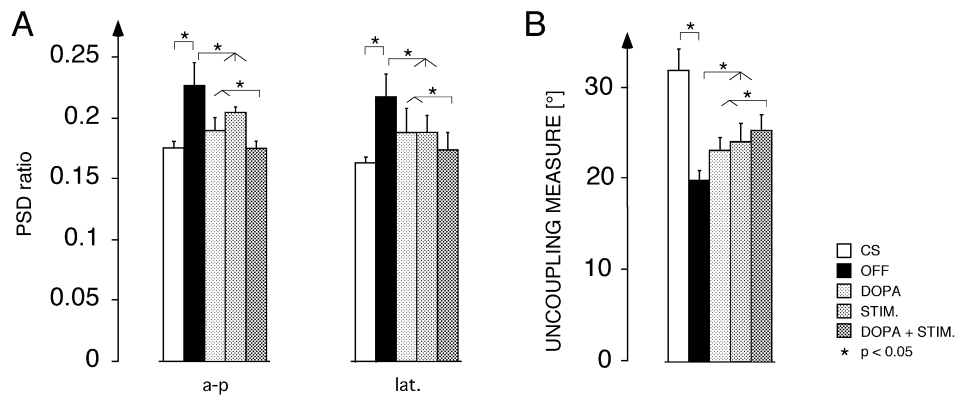 A
B
*
*
*
*
*
*
*
*
*
PSD ratio
0.25
0.2
0.15
0.1
0.05
0
a-p
lat.
UNCOUPLING MEASURE [°]
30
20
10
0
CS
OFF
DOPA
STIM.
DOPA + STIM.
* p < 0.05